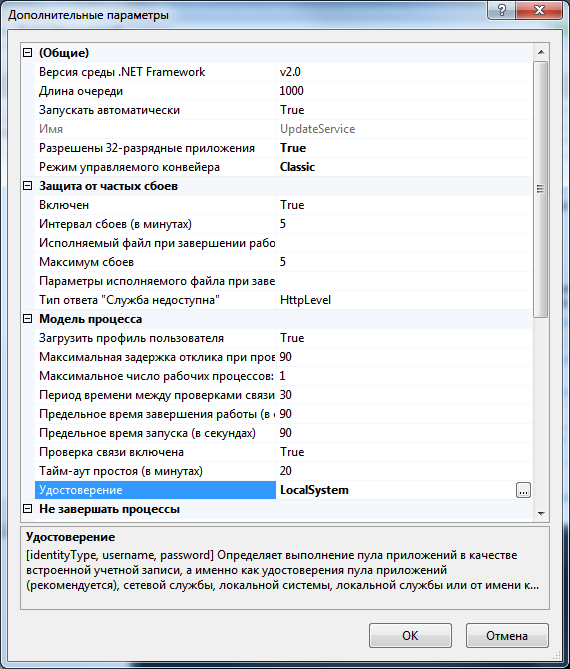 Дополнительные параметры
(Общие)
Версия среды .NET Framework v2.0
Длина очереди 1000
Запускать автоматически True
Имя UpdateService
Разрешены 32-разрядные приложения True
Режим управляемого конвейера Classic
Защита от частых сбоев
Включен True
Интервал сбоев (в минутах) 5
Исполняемый файл при завершении рабо
Максимум сбоев 5
Параметры исполняемого файла при заве
Тип ответа "Служба недоступна" HttpLevel
Модель процесса
Загрузить профиль пользователя True
Максимальная задержка отклика при пров 90
Максимальное число рабочих процессов: 1
Период времени между проверками связи 30
Предельное время завершения работы (в с 90
Предельное время запуска (в секундах) 90
Проверка связи включена True
Тайм-аут простоя (в минутах) 20
Удостоверение LocalSystem ...
Не завершать процессы
Удостоверение
[identityType, username, password] Определяет выполнение пула приложений в качестве
встроенной учетной записи, а именно как удостоверения пула приложений
(рекомендуется), сетевой службы, локальной системы, локальной службы или от имени к...
ОК
Отмена